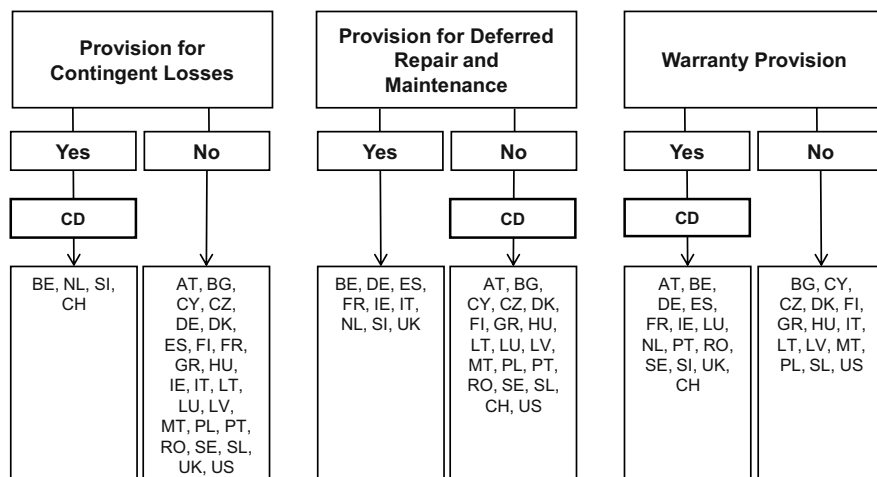 Provision for
Contingent Losses
Yes
No
CD
BE, NL, SI,
CH
AT, BG,
CY, CZ,
DE, DK,
ES, FI, FR,
GR, HU,
IE, IT, LT,
LU, LV,
MT, PL, PT,
RO, SE, SL,
UK, US
Provision for Deferred
Repair and
Maintenance
Yes
No
CD
BE, DE, ES,
FR, IE, IT,
NL, SI, UK
AT, BG,
CY, CZ, DK,
FI, GR, HU,
LT, LU, LV,
MT, PL, PT,
RO, SE, SL,
CH, US
Warranty Provision
Yes
No
CD
AT, BE,
DE, ES,
FR, IE, LU,
NL, PT, RO,
SE, SI, UK,
CH
BG, CY,
CZ, DK, FI,
GR, HU, IT,
LT, LV, MT,
PL, SL, US